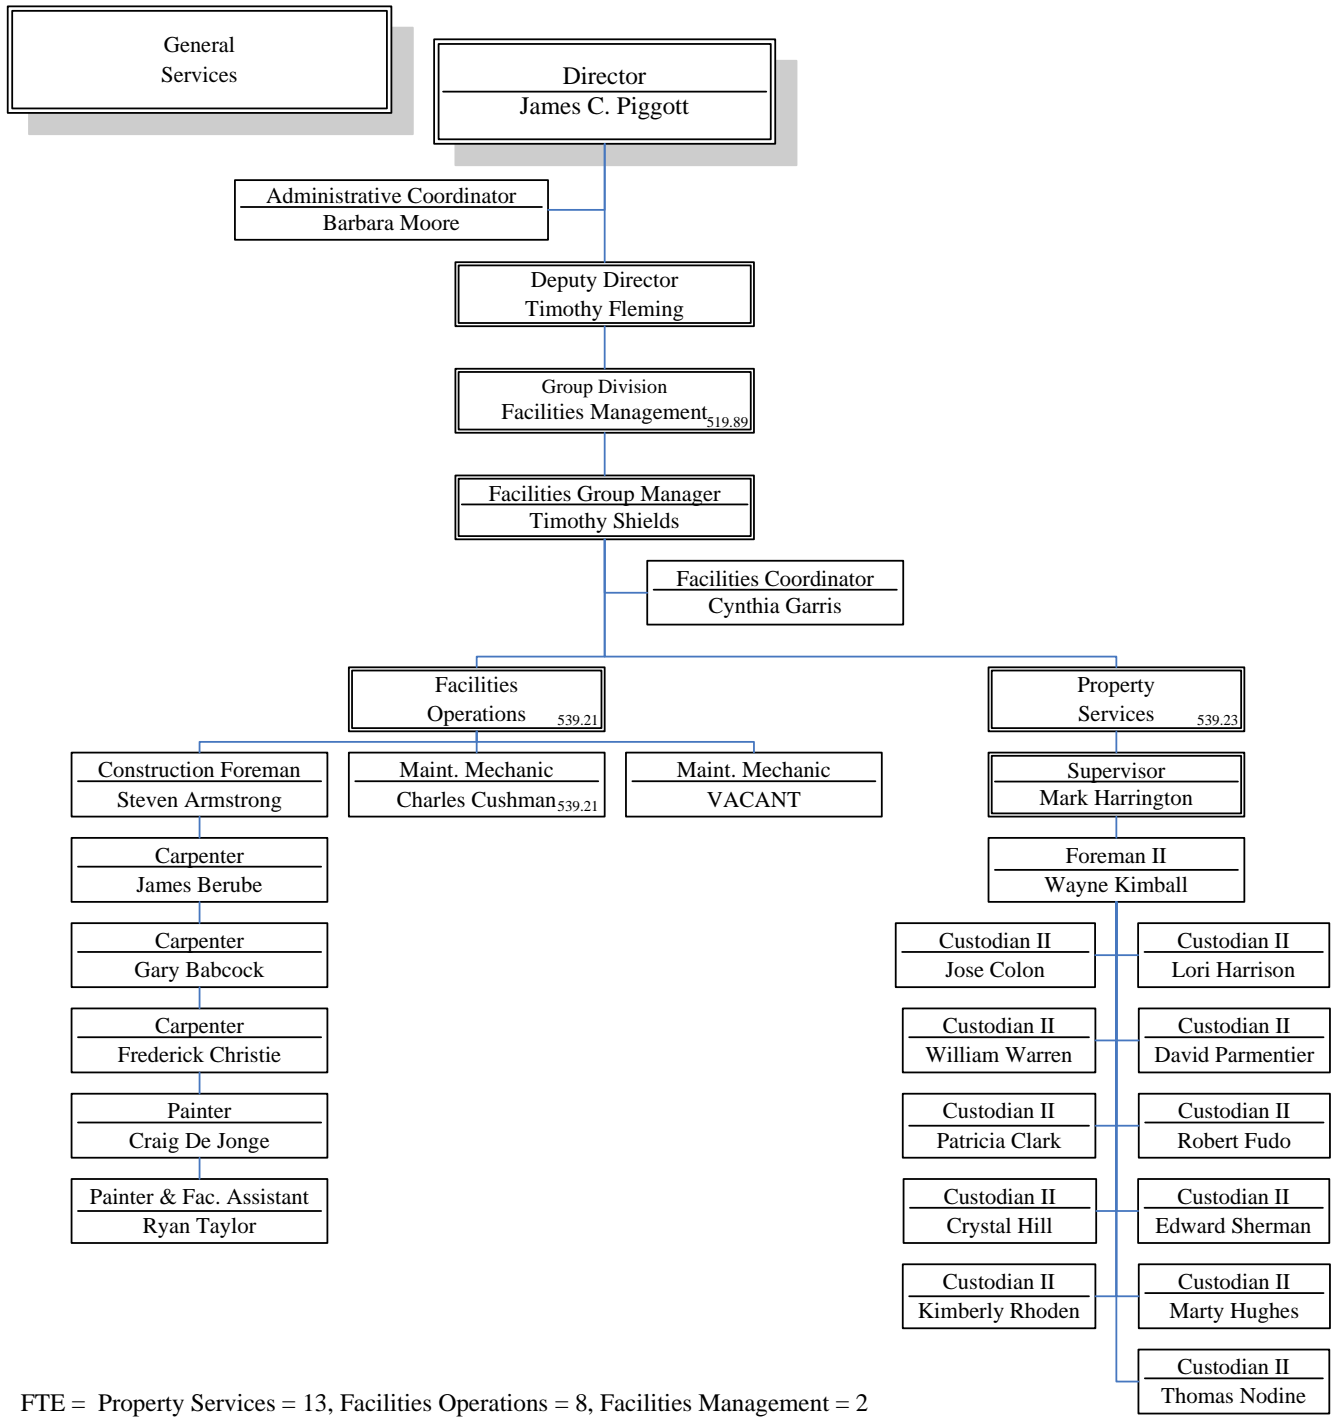 General
Services
Director
James C. Piggott
Administrative Coordinator
Barbara Moore
Deputy Director
Timothy Fleming
Group Division
Facilities Management 519.89
Facilities Group Manager
Timothy Shields
Facilities Coordinator
Cynthia Garris
Facilities
Operations 539.21
Property
Services 539.23
Construction Foreman
Steven Armstrong
Maint. Mechanic
Charles Cushman 539.21
Maint. Mechanic
VACANT
Supervisor
Mark Harrington
Carpenter
James Berube
Foreman II
Wayne Kimball
Carpenter
Gary Babcock
Custodian II
Jose Colon
Custodian II
Lori Harrison
Carpenter
Frederick Christie
Custodian II
William Warren
Custodian II
David Parmentier
Painter
Craig De Jonge
Custodian II
Patricia Clark
Custodian II
Robert Fudo
Painter & Fac. Assistant
Ryan Taylor
Custodian II
Crystal Hill
Custodian II
Edward Sherman
Custodian II
Kimberly Rhoden
Custodian II
Marty Hughes
Custodian II
Thomas Nodine
FTE = Property Services = 13, Facilities Operations = 8, Facilities Management = 2